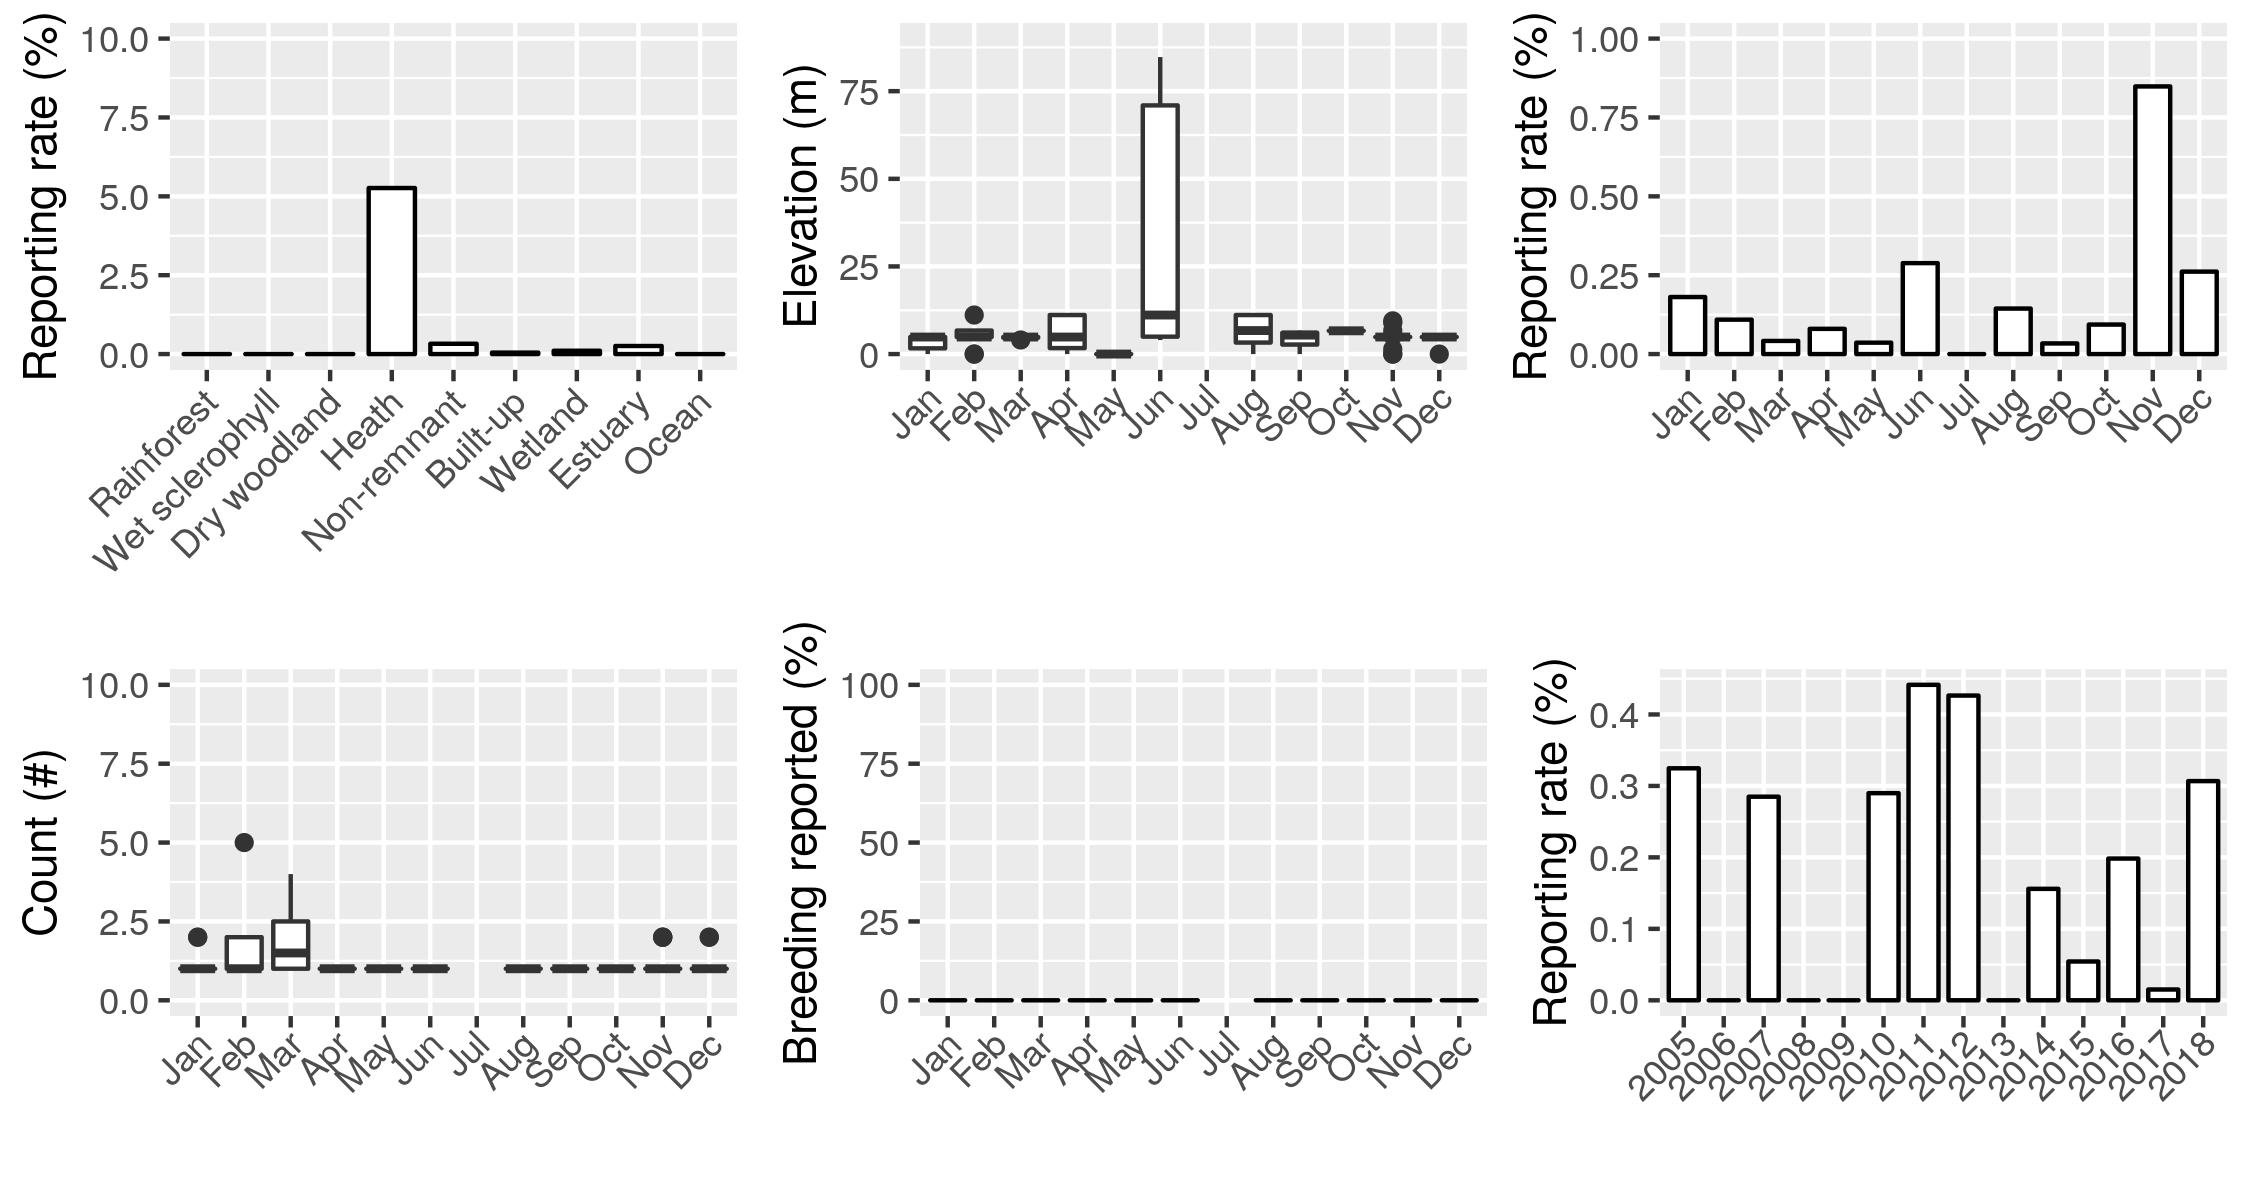 Reporting rate (%)
10.0
7.5
5.0
2.5
0.0
Rainforest
Wet sclerophyll
Dry woodland
Heath
Non-remnant
Built-up
Wetland
Estuary
Ocean
Elevation (m)
75
50
25
0
Jan
Feb
Mar
Apr
May
Jun
Jul
Aug
Sep
Oct
Nov
Dec
Reporting rate (%)
1.00
0.75
0.50
0.25
0.00
Jan
Feb
Mar
Apr
May
Jun
Jul
Aug
Sep
Oct
Nov
Dec
Count (#)
10.0
7.5
5.0
2.5
0.0
Jan
Feb
Mar
Apr
May
Jun
Jul
Aug
Sep
Oct
Nov
Dec
Breeding reported (%)
100
75
50
25
0
Jan
Feb
Mar
Apr
May
Jun
Jul
Aug
Sep
Oct
Nov
Dec
Reporting rate (%)
0.4
0.3
0.2
0.1
0.0
2005
2006
2007
2008
2009
2010
2011
2012
2013
2014
2015
2016
2017
2018